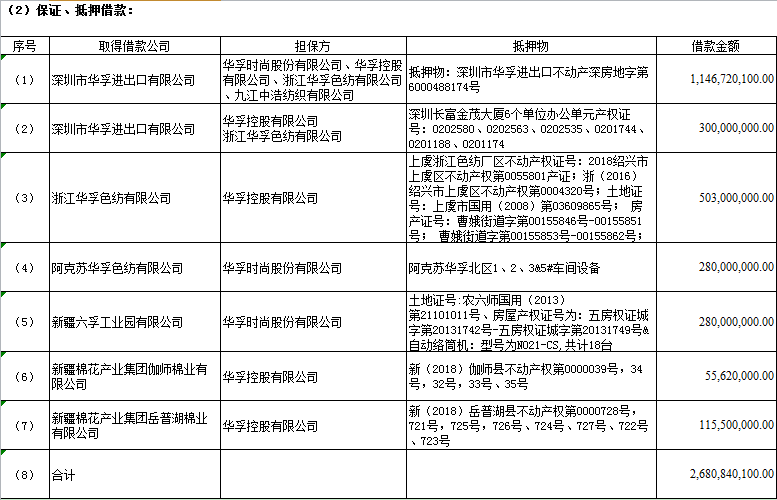 （2）保证、抵押借款：
序号 取得借款公司 担保方 抵押物 借款金额
（1） 深圳市华孚进出口有限公司 华孚时尚股份有限公司、华孚控股
有限公司、浙江华孚色纺有限公司
、九江中浩纺织有限公司 抵押物：深圳市华孚进出口不动产深房地字第
6000488174号 1,146,720,100.00
（2） 深圳市华孚进出口有限公司 华孚控股有限公司
浙江华孚色纺有限公司 深圳长富金茂大厦6个单位办公单元产权证
号：0202580、0202563、0202535、0201744、
0201188、0201174 300,000,000.00
（3） 浙江华孚色纺有限公司 华孚控股有限公司 上虞浙江色纺厂区不动产权证号：2018绍兴市
上虞区不动产权第0055801产证；浙（2016）
绍兴市上虞区不动产权第0004320号；土地证
号：上虞市国用（2008）第03609865号； 房
产证号：曹娥街道字第00155846号-00155851
号； 曹娥街道字第00155853号-00155862号； 503,000,000.00
（4） 阿克苏华孚色纺有限公司 华孚时尚股份有限公司 阿克苏华孚北区1、2、3&5#车间设备 280,000,000.00
（5） 新疆六孚工业园有限公司 华孚时尚股份有限公司 土地证号:农六师国用（2013）
第21101011号、房屋产权证号为：五房权证城
字第20131742号-五房权证城字第20131749号&
自动络筒机：型号为NO21-CS,共计18台 280,000,000.00
（6） 新疆棉花产业集团伽师棉业有
限公司 华孚控股有限公司 新（2018）伽师县不动产权第0000039号，34
号，32号，33号、35号 55,620,000.00
（7） 新疆棉花产业集团岳普湖棉业
有限公司 华孚控股有限公司 新（2018）岳普湖县不动产权第0000728号，
721号，725号，726号、724号、727号、722号
、723号 115,500,000.00
（8） 合计 2,680,840,100.00